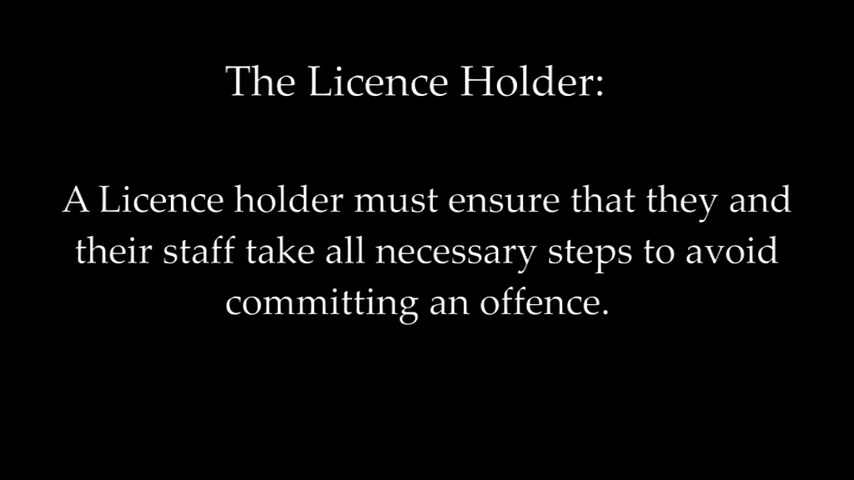 The Licence Holder:
A Licence holder must ensure that they and
their staff take all necessary steps to avoid
committing an offence.